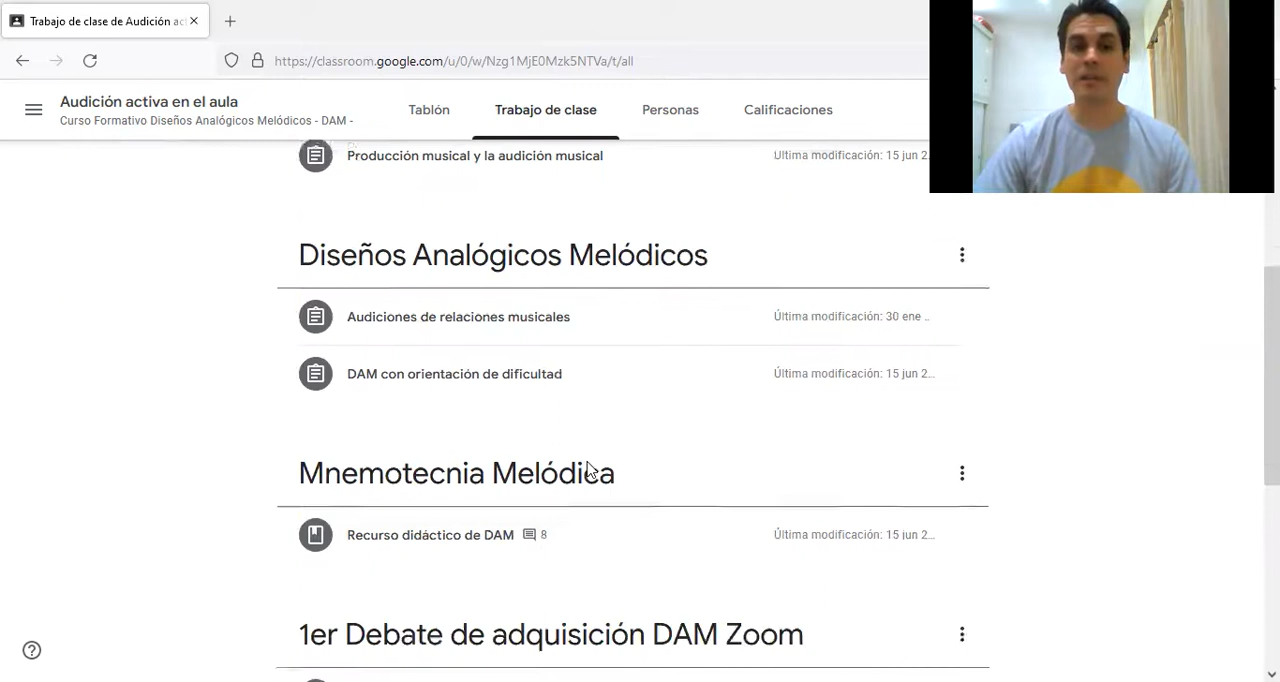 Trabajo de clase de Audición act
https://classroom.google.com/u/0/w/Nzg1MjE0Mzk5NTVa/t/all
Audición activa en el aula
Curso Formativo Diseños Analógicos Melódicos - DAM -
Tablón
Trabajo de clase
Personas
Calificaciones
Producción musical y la audición musical
Última modificación: 15 jun 2...
Diseños Analógicos Melódicos
Audiciones de relaciones musicales
Última modificación: 30 ene ..
DAM con orientación de dificultad
Última modificación: 15 jun 2...
Mnemotecnia Melódica
Recurso didáctico de DAM 8
Última modificación: 15 jun 2...
1er Debate de adquisición DAM Zoom